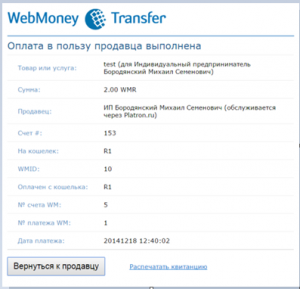 WebMoney Transfer
Оплата в пользу продавца выполнена
Товар или услуга: test (для Индивидуальный предприниматель
Бородянский Михаил Семенович)
Сумма: 2.00 WMR
Продавец: ИП Бородянский Михаил Семенович (обслуживается
через Platron.ru)
Счет #: 153
На кошелек: R1
WMID: 10
Оплачен с кошелька: R1
№ счета WM: 5
№ платежа WM: 1
Дата платежа: 20141218 12:40:02
Вернуться к продавцу Распечатать квитанцию